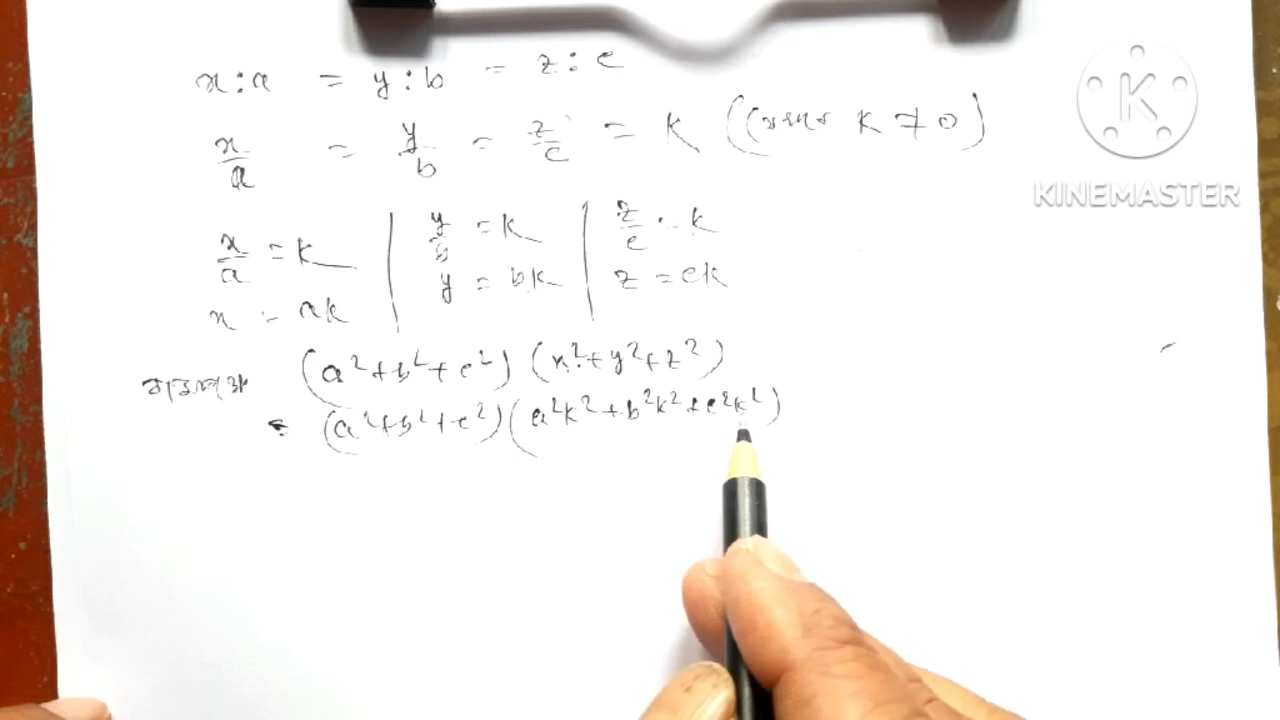 x : a = y : b = z : c
x/a = y/b = z/c = K (যেখানে K ≠ 0)
x/a = K | y/b = K | z/c = k
x = ak | y = bk | z = ck
বামপক্ষ (a²+b²+c²) (x²+y²+z²)
= (a²+b²+c²) (a²k²+b²k²+c²k²)
K
KINEMASTER